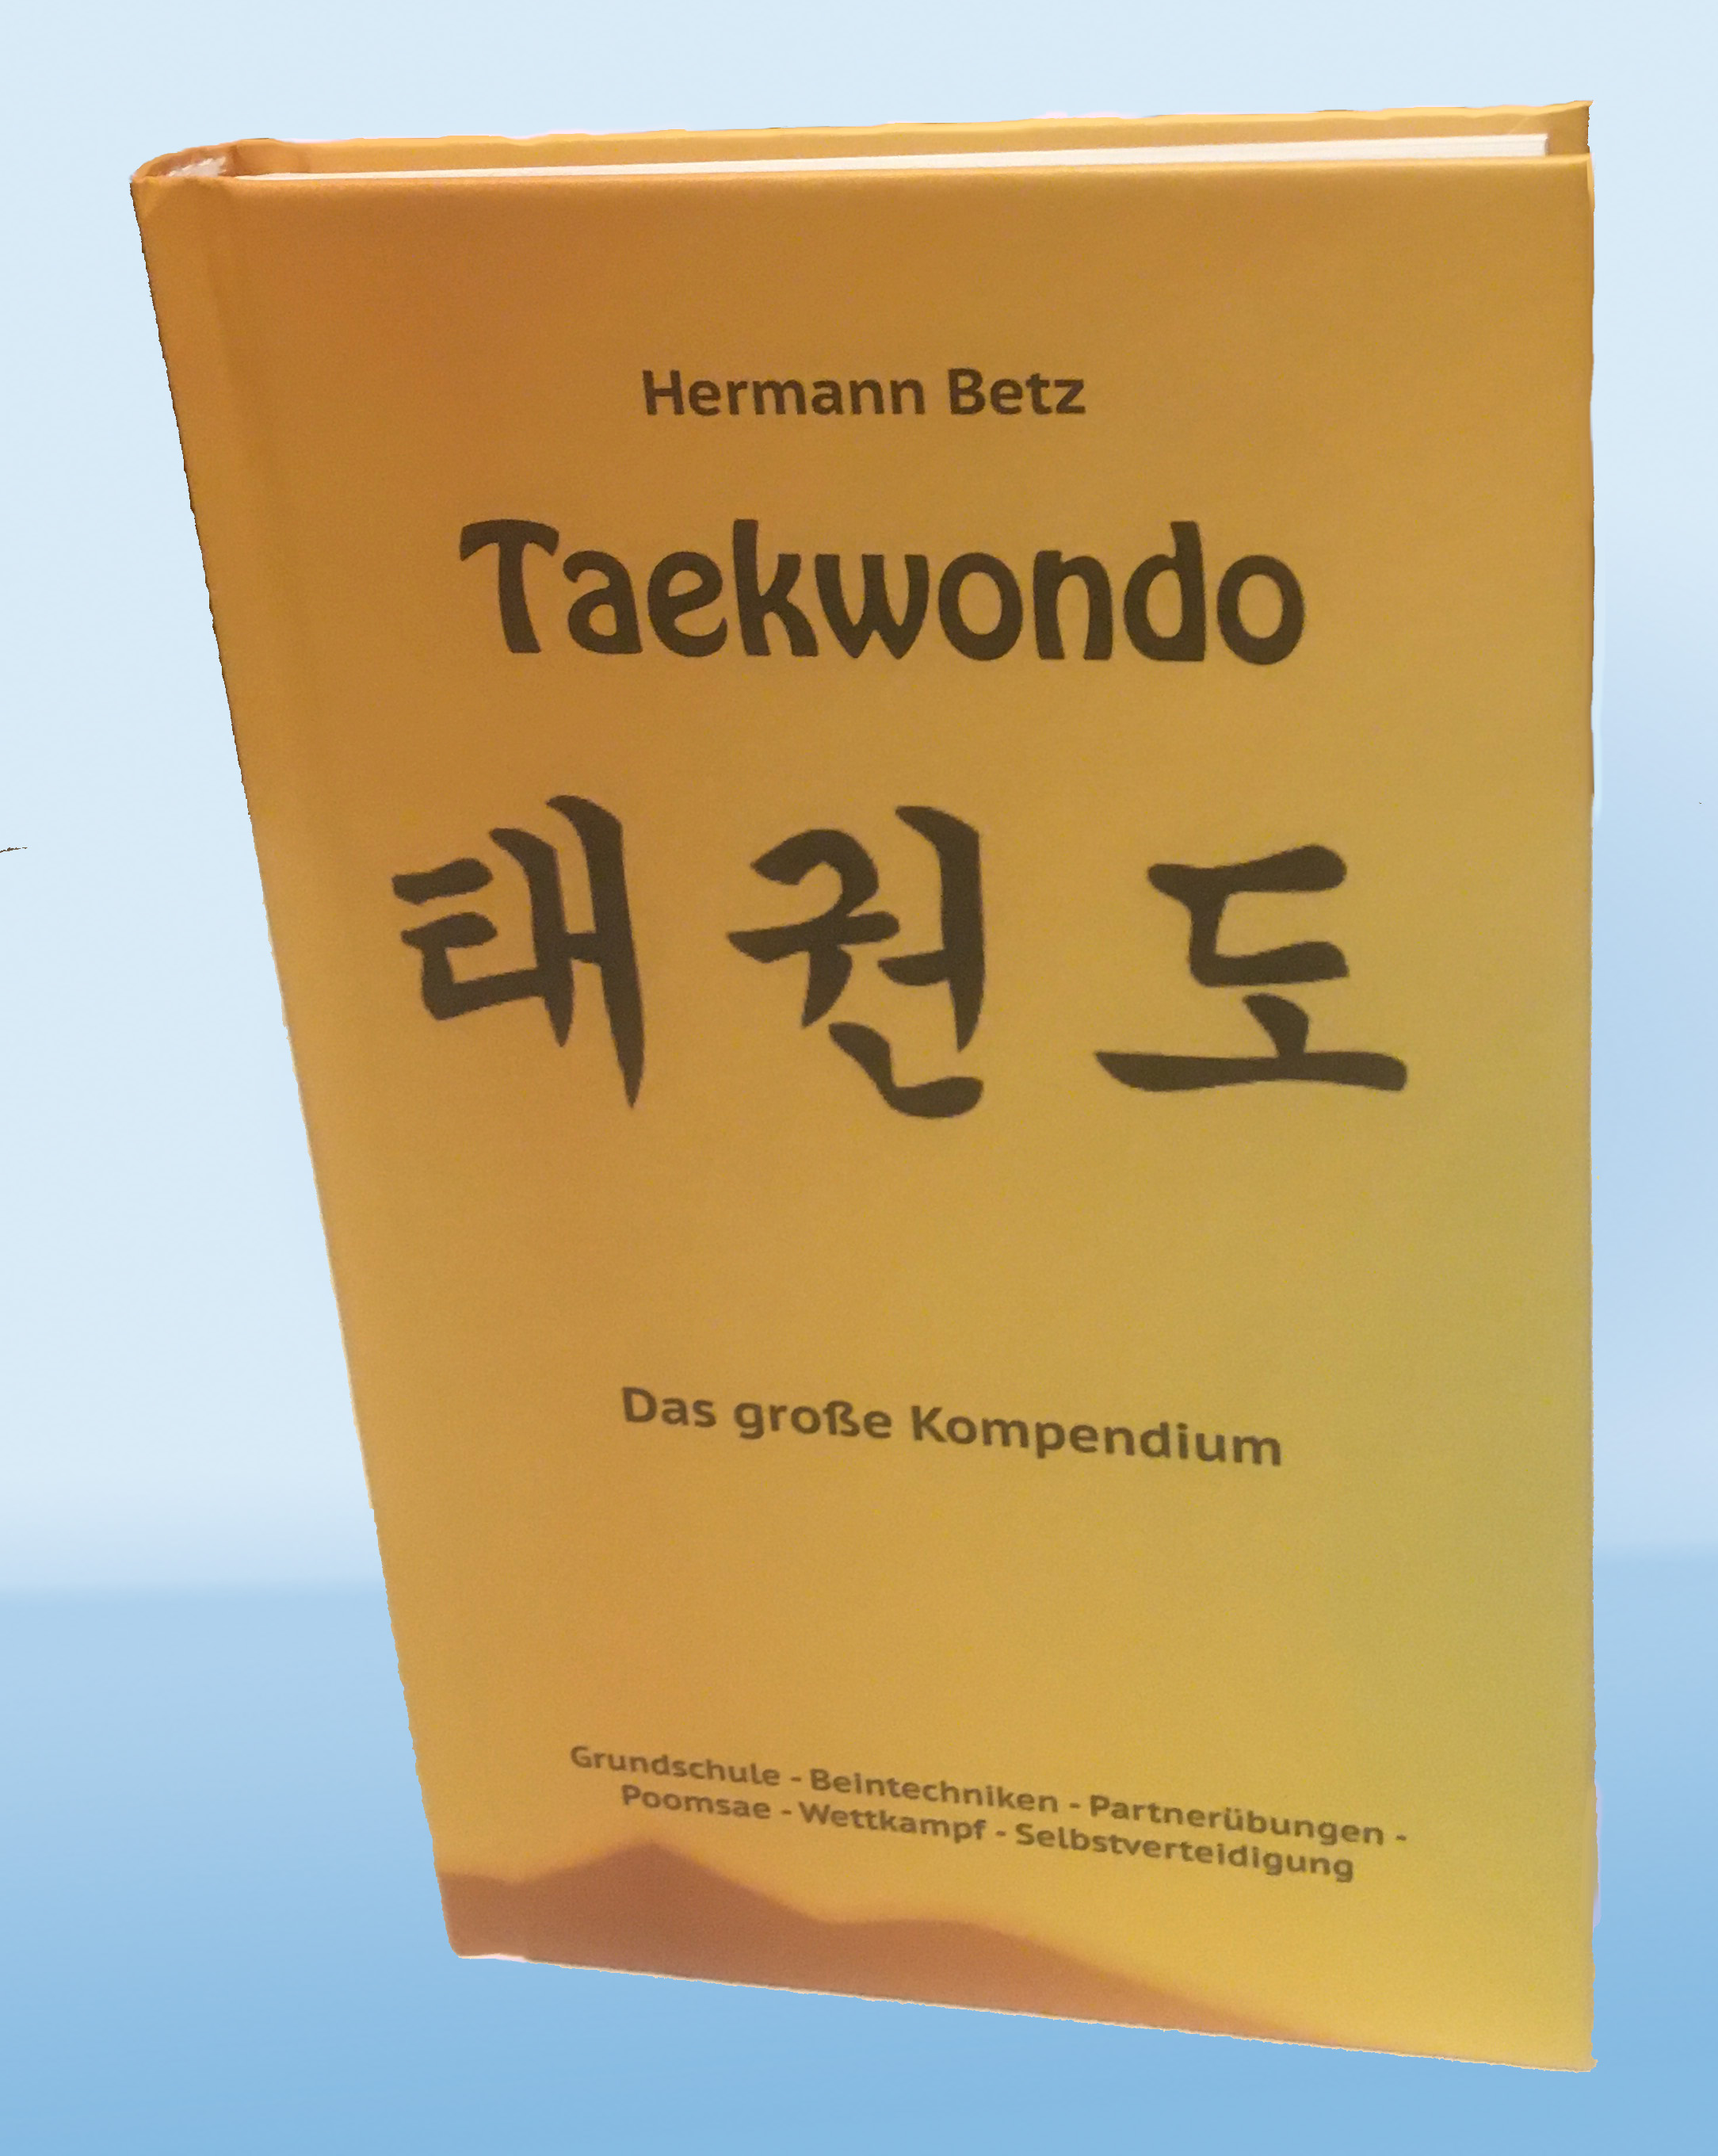 Hermann Betz
Taekwondo
태 권 도
Das große Kompendium
Grundschule - Beintechniken - Partnerübungen -
Poomsae - Wettkampf - Selbstverteidigung